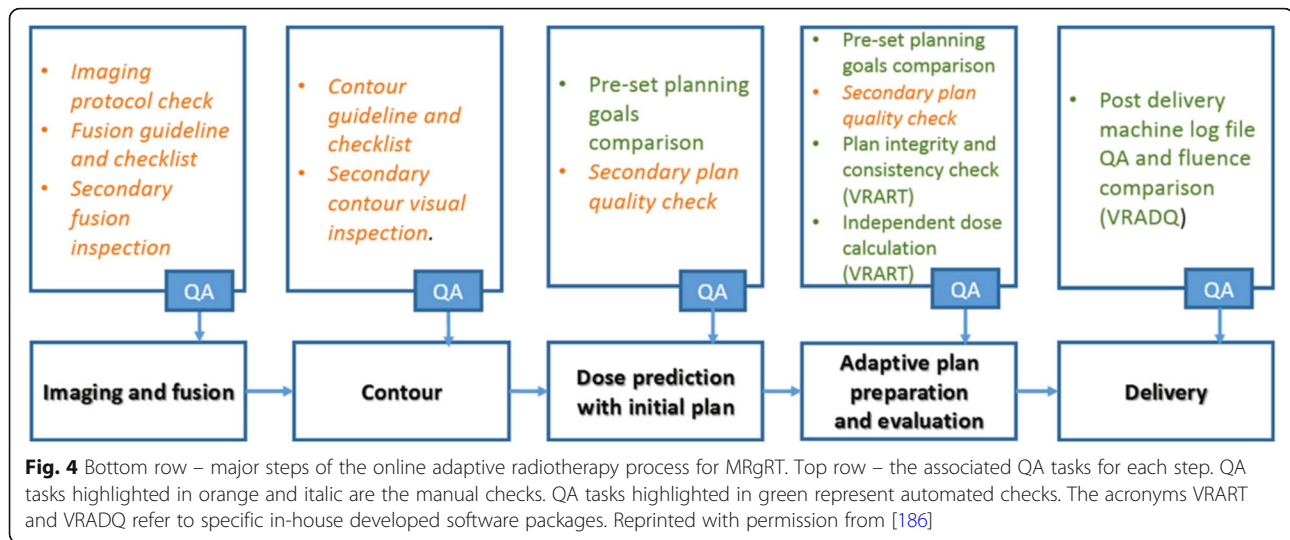 • Imaging
protocol check
• Fusion guideline
and checklist
• Secondary
fusion
inspection
QA
• Contour
guideline and
checklist
• Secondary
contour visual
inspection.
QA
• Pre-set planning
goals
comparison
• Secondary plan
quality check
QA
• Pre-set planning
goals comparison
• Secondary plan
quality check
• Plan integrity and
consistency check
(VRART)
• Independent dose
calculation
(VRART)
QA
• Post delivery
machine log file
QA and fluence
comparison
(VRADQ)
QA
Imaging and fusion
Contour
Dose prediction
with initial plan
Adaptive plan
preparation
and evaluation
Delivery
Fig. 4 Bottom row – major steps of the online adaptive radiotherapy process for MRgRT. Top row – the associated QA tasks for each step. QA
tasks highlighted in orange and italic are the manual checks. QA tasks highlighted in green represent automated checks. The acronyms VRART
and VRADQ refer to specific in-house developed software packages. Reprinted with permission from [186]